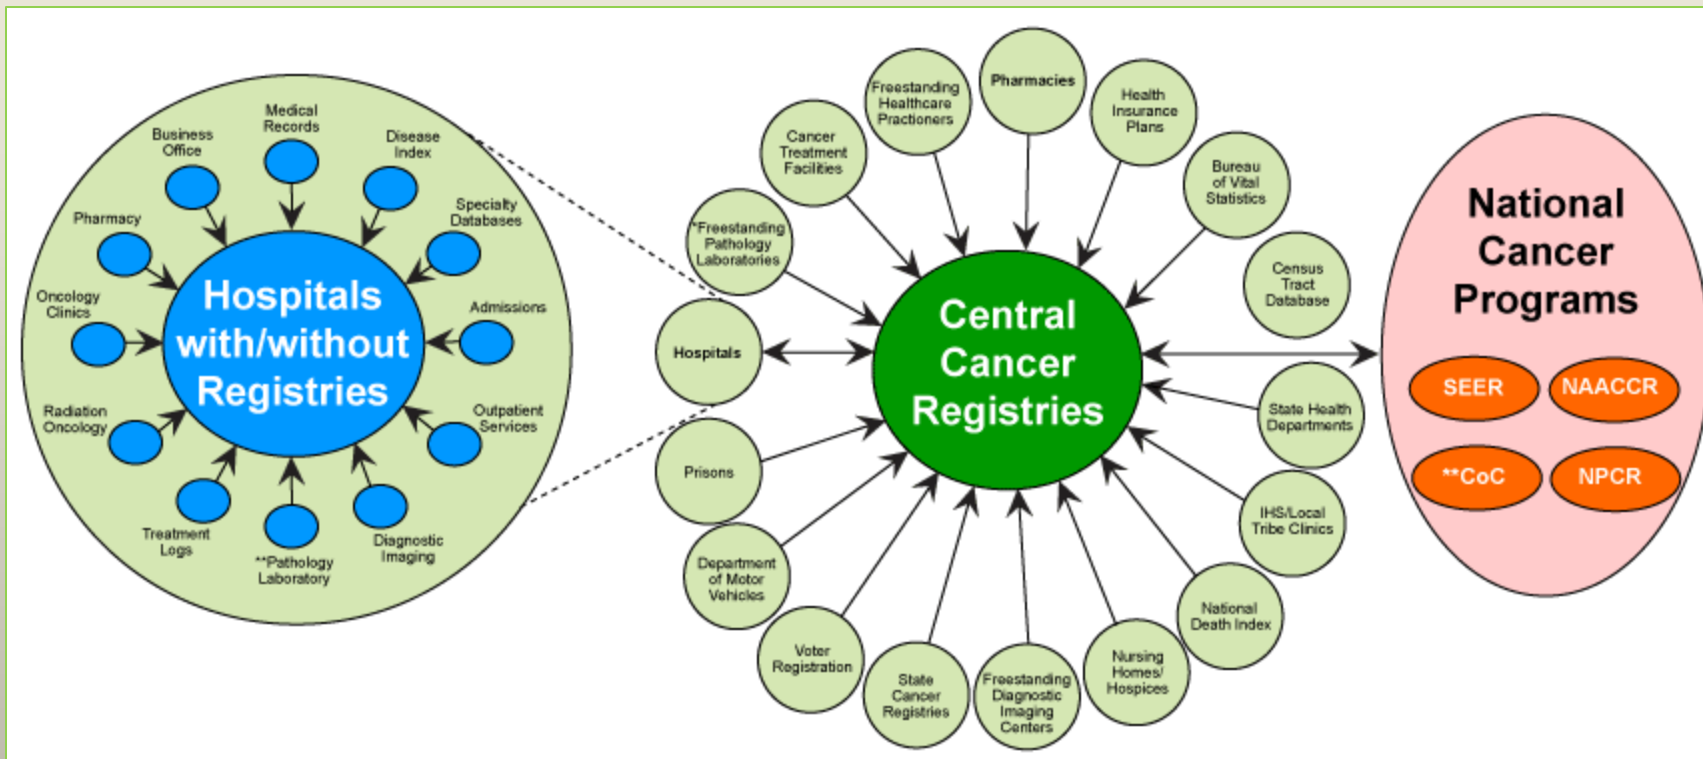 Medical
Records
Business
Office
Disease
Index
Pharmacy
Specialty
Databases
Oncology
Clinics
Admissions
Hospitals
with/without
Registries
Radiation
Oncology
Outpatient
Services
Treatment
Logs
**Pathology
Laboratory
Diagnostic
Imaging
Pharmacies
Freestanding
Healthcare
Practioners
Health
Insurance
Plans
Cancer
Treatment
Facilities
Bureau
of Vital
Statistics
*Freestanding
Pathology
Laboratories
Census
Tract
Database
Hospitals
Central
Cancer
Registries
State Health
Departments
Prisons
IHS/Local
Tribe Clinics
Department
of Motor
Vehicles
National
Death Index
Voter
Registration
State
Cancer
Registries
Freestanding
Diagnostic
Imaging
Centers
Nursing
Homes/
Hospices
National
Cancer
Programs
SEER
NAACCR
**CoC
NPCR